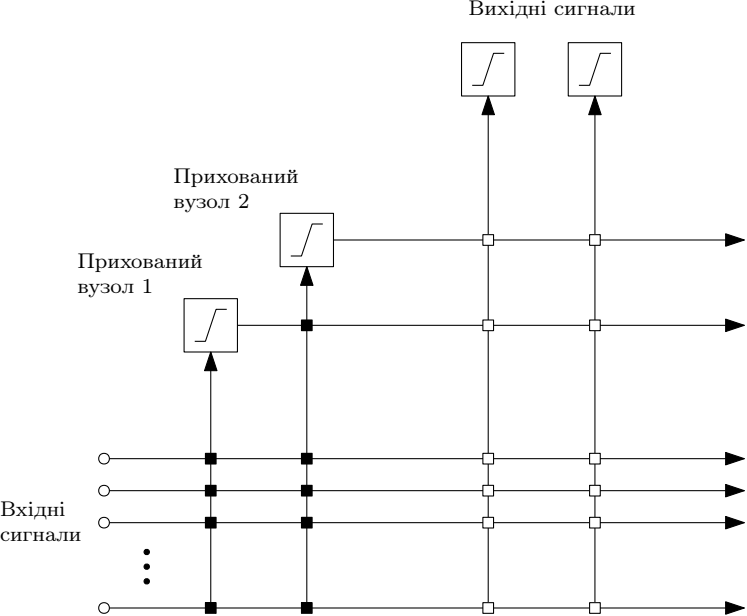 Вихідні сигнали
Прихований
вузол 2
Прихований
вузол 1
Вхідні
сигнали